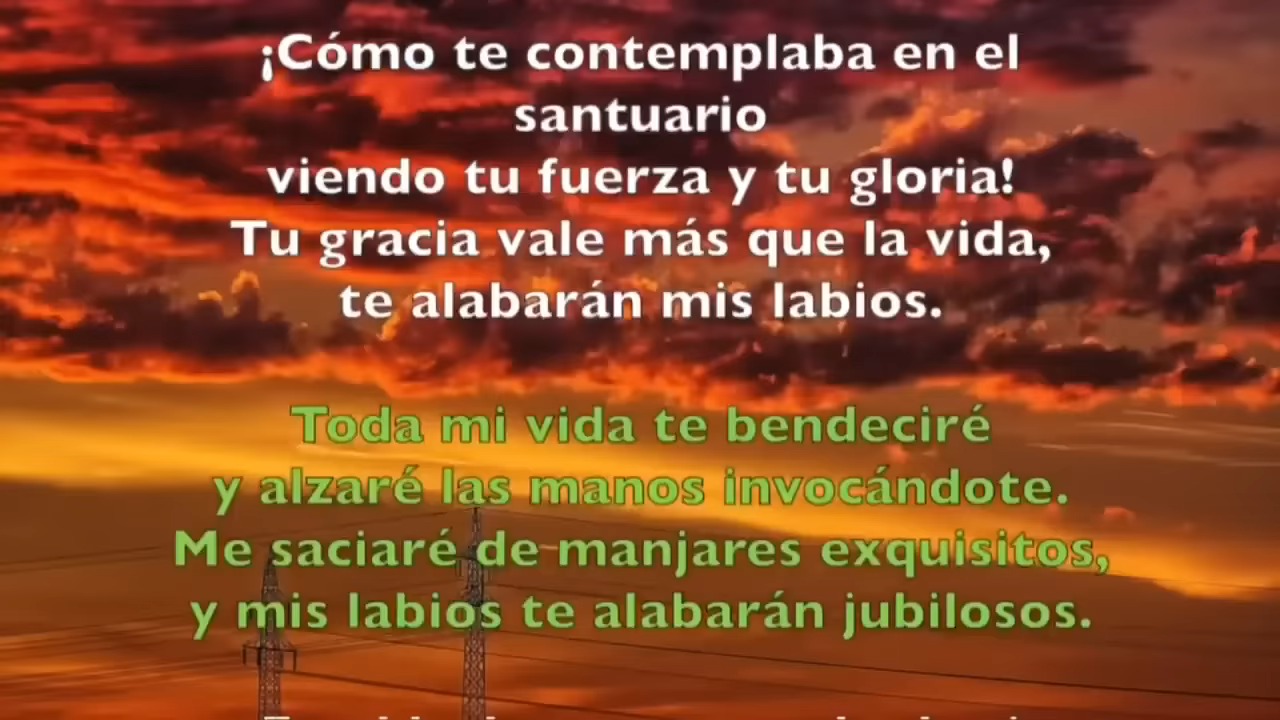 ¡Cómo te contemplaba en el
santuario
viendo tu fuerza y tu gloria!
Tu gracia vale más que la vida,
te alabarán mis labios.
Toda mi vida te bendeciré
y alzaré las manos invocándote.
Me saciaré de manjares exquisitos,
y mis labios te alabarán jubilosos.